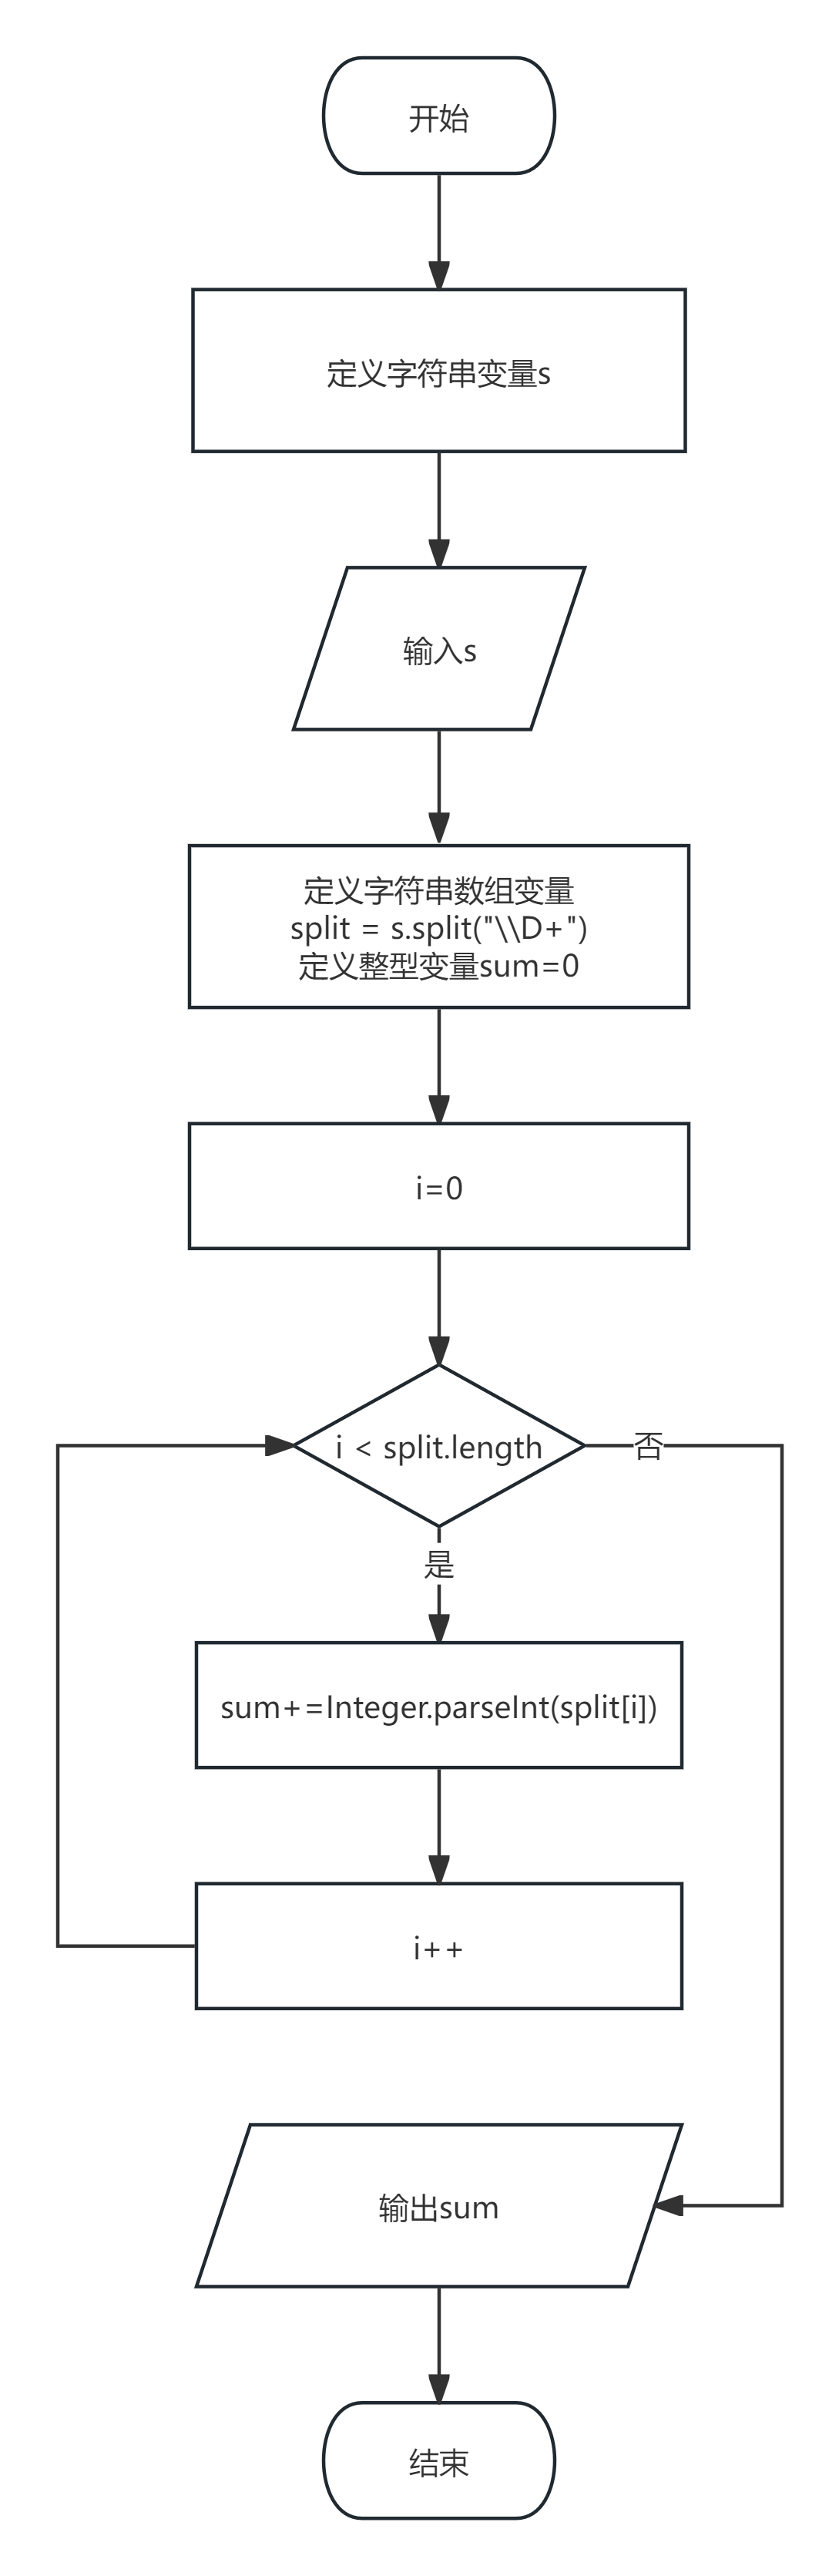 开始
定义字符串变量s
输入s
定义字符串数组变量
split = s.split("\\D+")
定义整型变量sum=0
i=0
i < split.length
否
是
sum+=Integer.parseInt(split[i])
i++
输出sum
结束